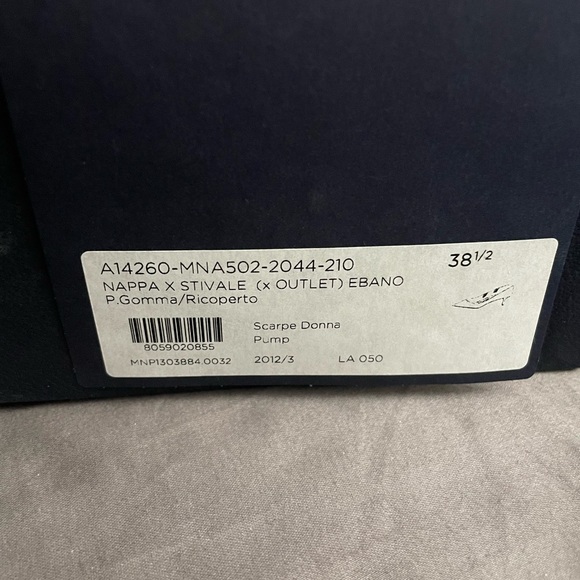 A14260-MNA502-2044-210 38 1/2
NAPPA X STIVALE (x OUTLET) EBANO
P.Gomma/Ricoperto
8059020855
Scarpe Donna
Pump
MNP1303884.0032 2012/3 LA 050